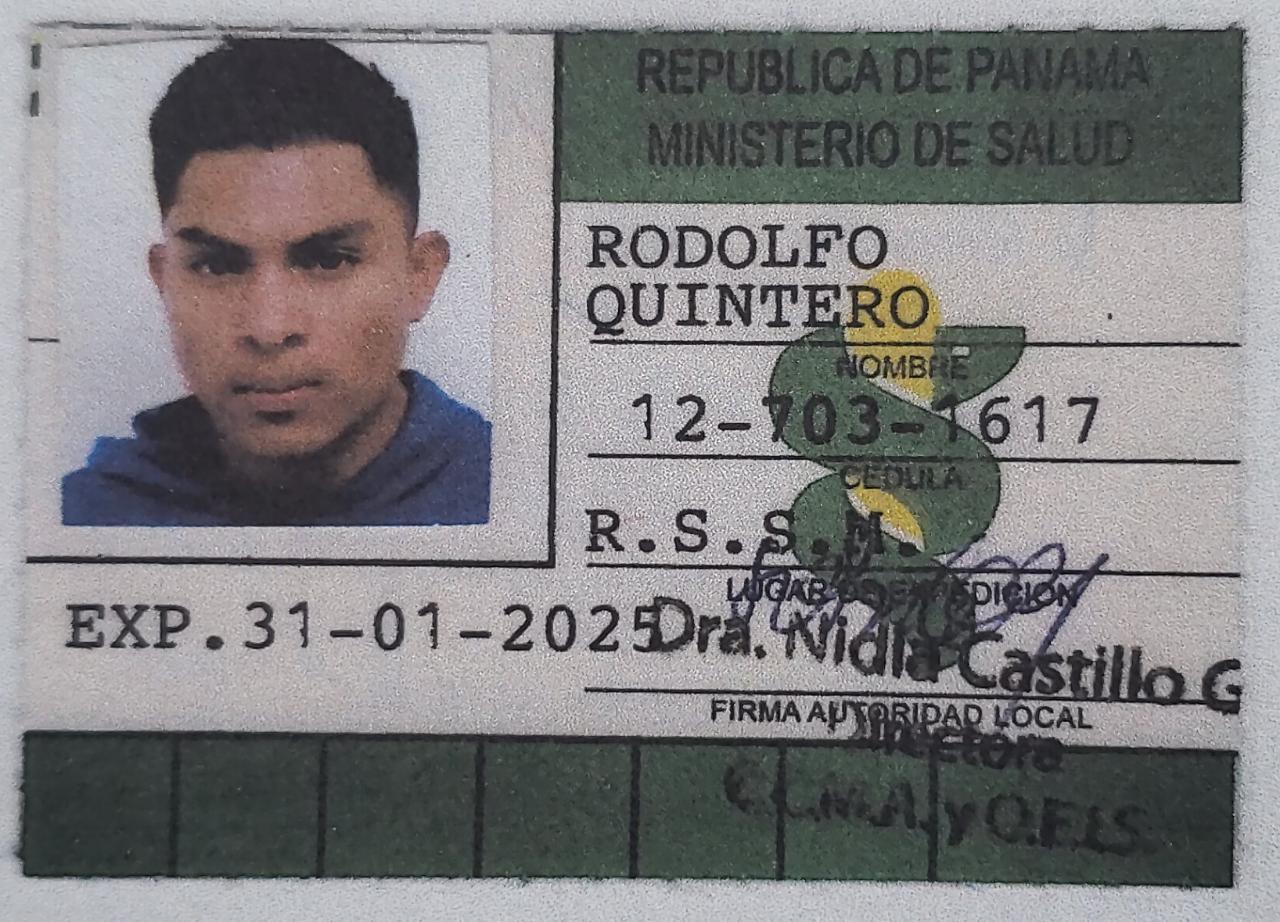 REPUBLICA DE PANAMA
MINISTERIO DE SALUD
RODOLFO
QUINTERO
NOMBRE
12-703-1617
CEDULA
R.S.S.M.
LUGAR DE EXPEDICION
EXP.31-01-2025
Dra. Nidia Castillo G
FIRMA AUTORIDAD LOCAL
Directora
y O.F.I.S.